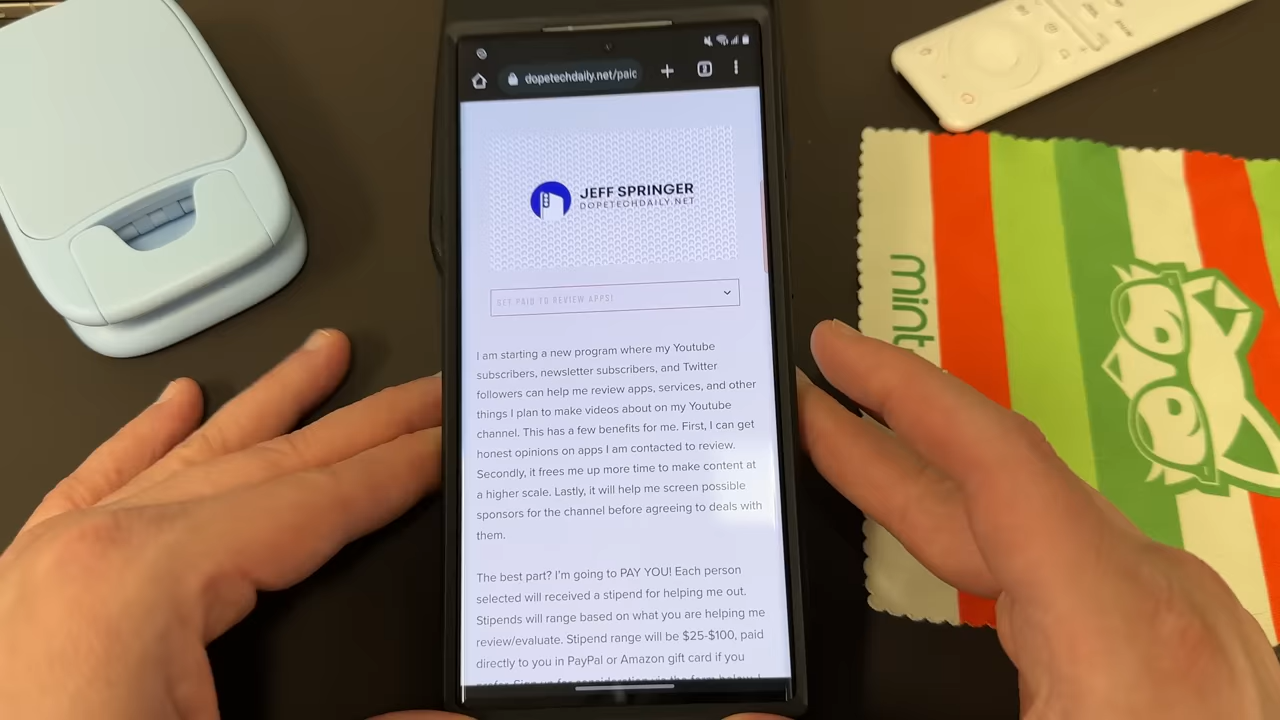 dopetechdaily.net/paid
JEFF SPRINGER
DOPETECHDAILY.NET
GET PAID TO REVIEW APPS!
I am starting a new program where my Youtube
subscribers, newsletter subscribers, and Twitter
followers can help me review apps, services, and other
things I plan to make videos about on my Youtube
channel. This has a few benefits for me. First, I can get
honest opinions on apps I am contacted to review.
Secondly, it frees me up more time to make content at
a higher scale. Lastly, it will help me screen possible
sponsors for the channel before agreeing to deals with
them.
The best part? I'm going to PAY YOU! Each person
selected will received a stipend for helping me out.
Stipends will range based on what you are helping me
review/evaluate. Stipend range will be $25-$100, paid
directly to you in PayPal or Amazon gift card if you
mint